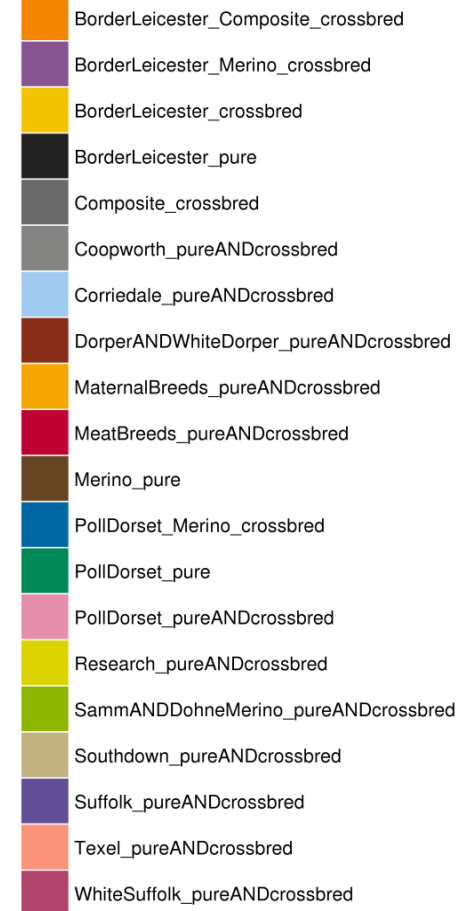 BorderLeicester_Composite_crossbred
BorderLeicester_Merino_crossbred
BorderLeicester_crossbred
BorderLeicester_pure
Composite_crossbred
Coopworth_pureANDcrossbred
Corriedale_pureANDcrossbred
DorperANDWhiteDorper_pureANDcrossbred
MaternalBreeds_pureANDcrossbred
MeatBreeds_pureANDcrossbred
Merino_pure
PollDorset_Merino_crossbred
PollDorset_pure
PollDorset_pureANDcrossbred
Research_pureANDcrossbred
SammANDDohneMerino_pureANDcrossbred
Southdown_pureANDcrossbred
Suffolk_pureANDcrossbred
Texel_pureANDcrossbred
WhiteSuffolk_pureANDcrossbred